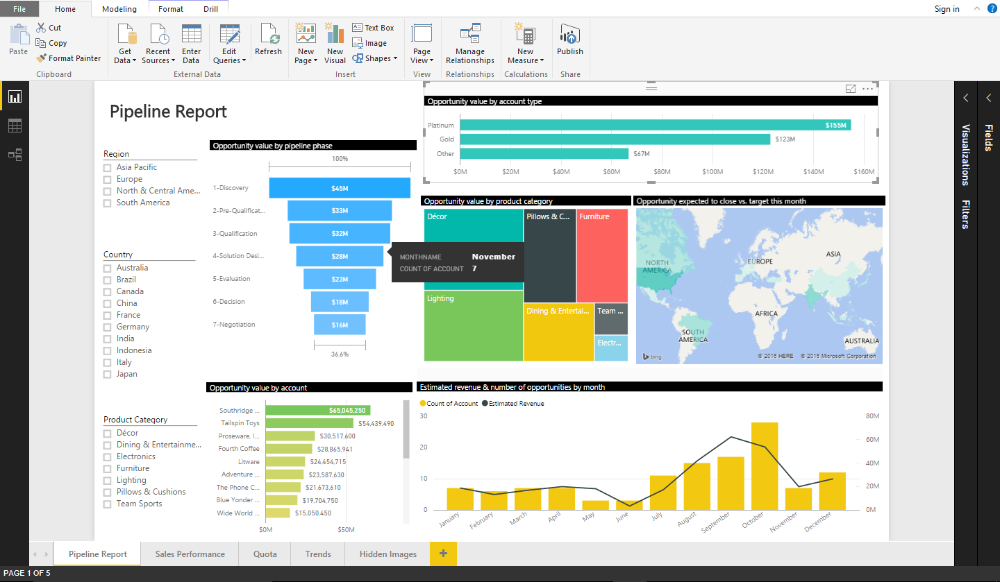 File Home Modeling Format Drill Sign in
Paste
Cut
Copy
Format Painter
Clipboard
Get Data
Recent Sources
Enter Data
Edit Queries
External Data
Refresh
New Page
New Visual
Text Box
Image
Shapes
Insert
Page View
View
Manage Relationships
Relationships
New Measure
Calculations
Publish
Share
Pipeline Report
Region
Asia Pacific
Europe
North & Central Ame...
South America
Country
Australia
Brazil
Canada
China
France
Germany
India
Indonesia
Italy
Japan
Product Category
Décor
Dining & Entertainme...
Electronics
Furniture
Lighting
Pillows & Cushions
Team Sports
Opportunity value by pipeline phase
100%
1-Discovery $45M
2-Pre-Qualificat... $33M
3-Qualification $32M
4-Solution Desi... $28M
5-Evaluation $23M
6-Decision $18M
7-Negotiation $16M
36.6%
MONTHNAME November
COUNT OF ACCOUNT 7
Opportunity value by account type
Platinum $155M
Gold $123M
Other $67M
$0M $20M $40M $60M $80M $100M $120M $140M $160M
Opportunity value by product category
Décor
Pillows & C...
Furniture
Lighting
Dining & Entertai...
Team ...
Electr...
Opportunity expected to close vs. target this month
NORTH AMERICA
EUROPE
ASIA
AFRICA
SOUTH AMERICA
AUSTRALIA
bing
© 2016 HERE © 2016 Microsoft Corporation
Opportunity value by account
Southridge ... $65,045,250
Tailspin Toys $54,439,490
Proseware, I... $30,517,600
Fourth Coffee $28,865,941
Litware $24,454,715
Adventure ... $23,587,630
The Phone C... $21,673,610
Blue Yonder ... $19,704,750
Wide World ... $15,050,450
$0M $50M
Estimated revenue & number of opportunities by month
Count of Account Estimated Revenue
30 80M
60M
20
40M
10
20M
0 0M
January February March April May June July August September October November December
Visualizations
Filters
Fields
Pipeline Report Sales Performance Quota Trends Hidden Images +
PAGE 1 OF 5